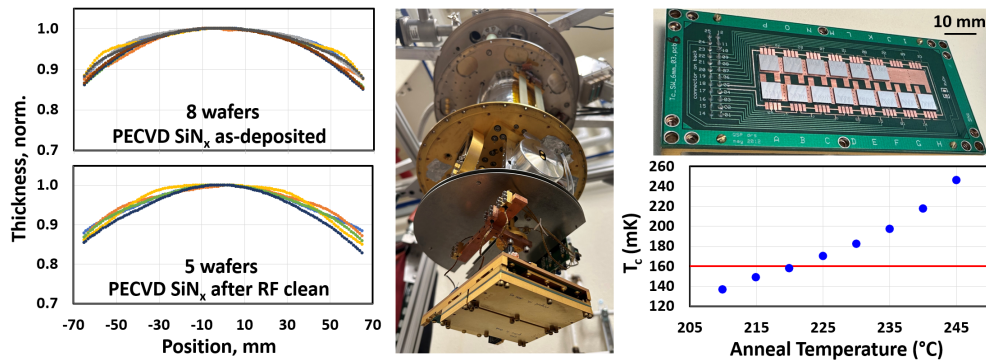 Thickness, norm.
1.0
0.9
0.8
0.7
8 wafers
PECVD SiNx as-deposited
1.0
0.9
0.8
0.7
5 wafers
PECVD SiNx after RF clean
-70 -50 -30 -10 10 30 50 70
Position, mm
10 mm
connector on back
A B C D E F G H
Tc (mK)
260
240
220
200
180
160
140
120
205 215 225 235 245
Anneal Temperature (°C)